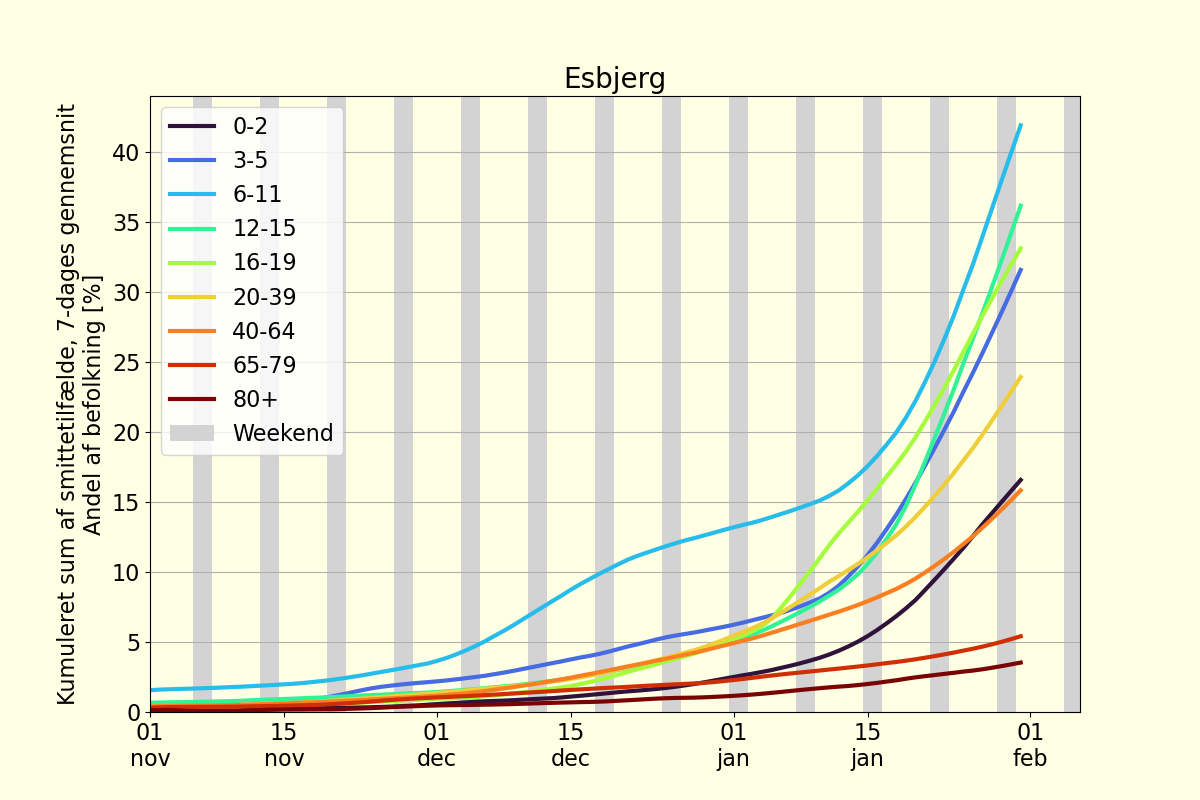 Esbjerg
Kumuleret sum af smittetilfælde, 7-dages gennemsnit
Andel af befolkning [%]
40
35
30
25
20
15
10
5
0
0-2
3-5
6-11
12-15
16-19
20-39
40-64
65-79
80+
Weekend
01
nov
15
nov
01
dec
15
dec
01
jan
15
jan
01
feb